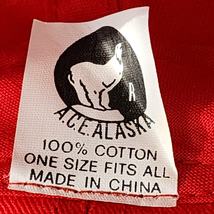 R
A.C.E. ALASKA
100% COTTON
ONE SIZE FITS ALL
MADE IN CHINA